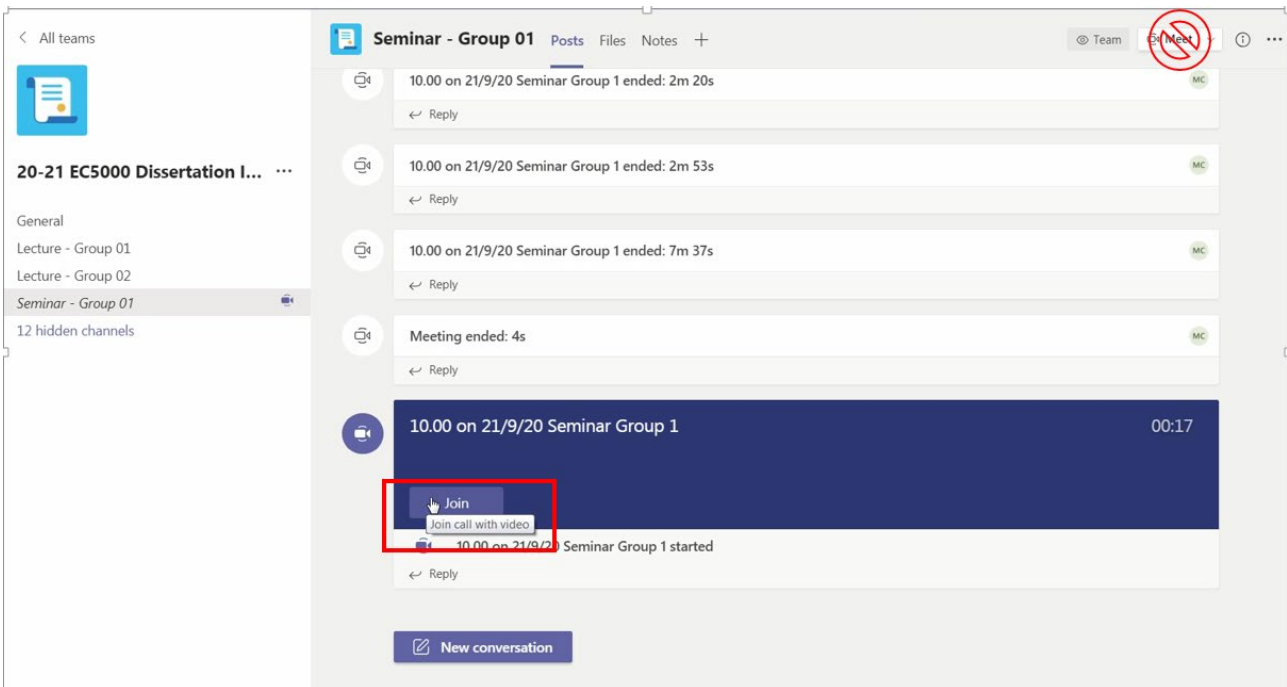 All teams
20-21 EC5000 Dissertation I...
General
Lecture - Group 01
Lecture - Group 02
Seminar - Group 01
12 hidden channels
Seminar - Group 01 Posts Files Notes
Team
Meet
10.00 on 21/9/20 Seminar Group 1 ended: 2m 20s
MC
Reply
10.00 on 21/9/20 Seminar Group 1 ended: 2m 53s
MC
Reply
10.00 on 21/9/20 Seminar Group 1 ended: 7m 37s
MC
Reply
Meeting ended: 4s
MC
Reply
10.00 on 21/9/20 Seminar Group 1
00:17
Join
Join call with video
10.00 on 21/9/20 Seminar Group 1 started
Reply
New conversation